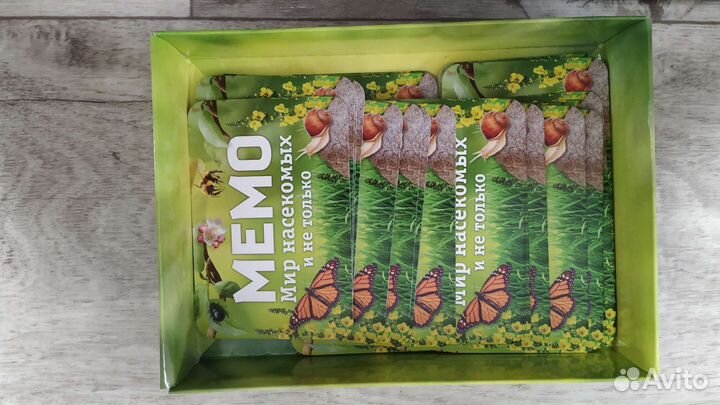 МЕМО
Мир насекомых
и не только
Мир насекомых
и не только
Avito